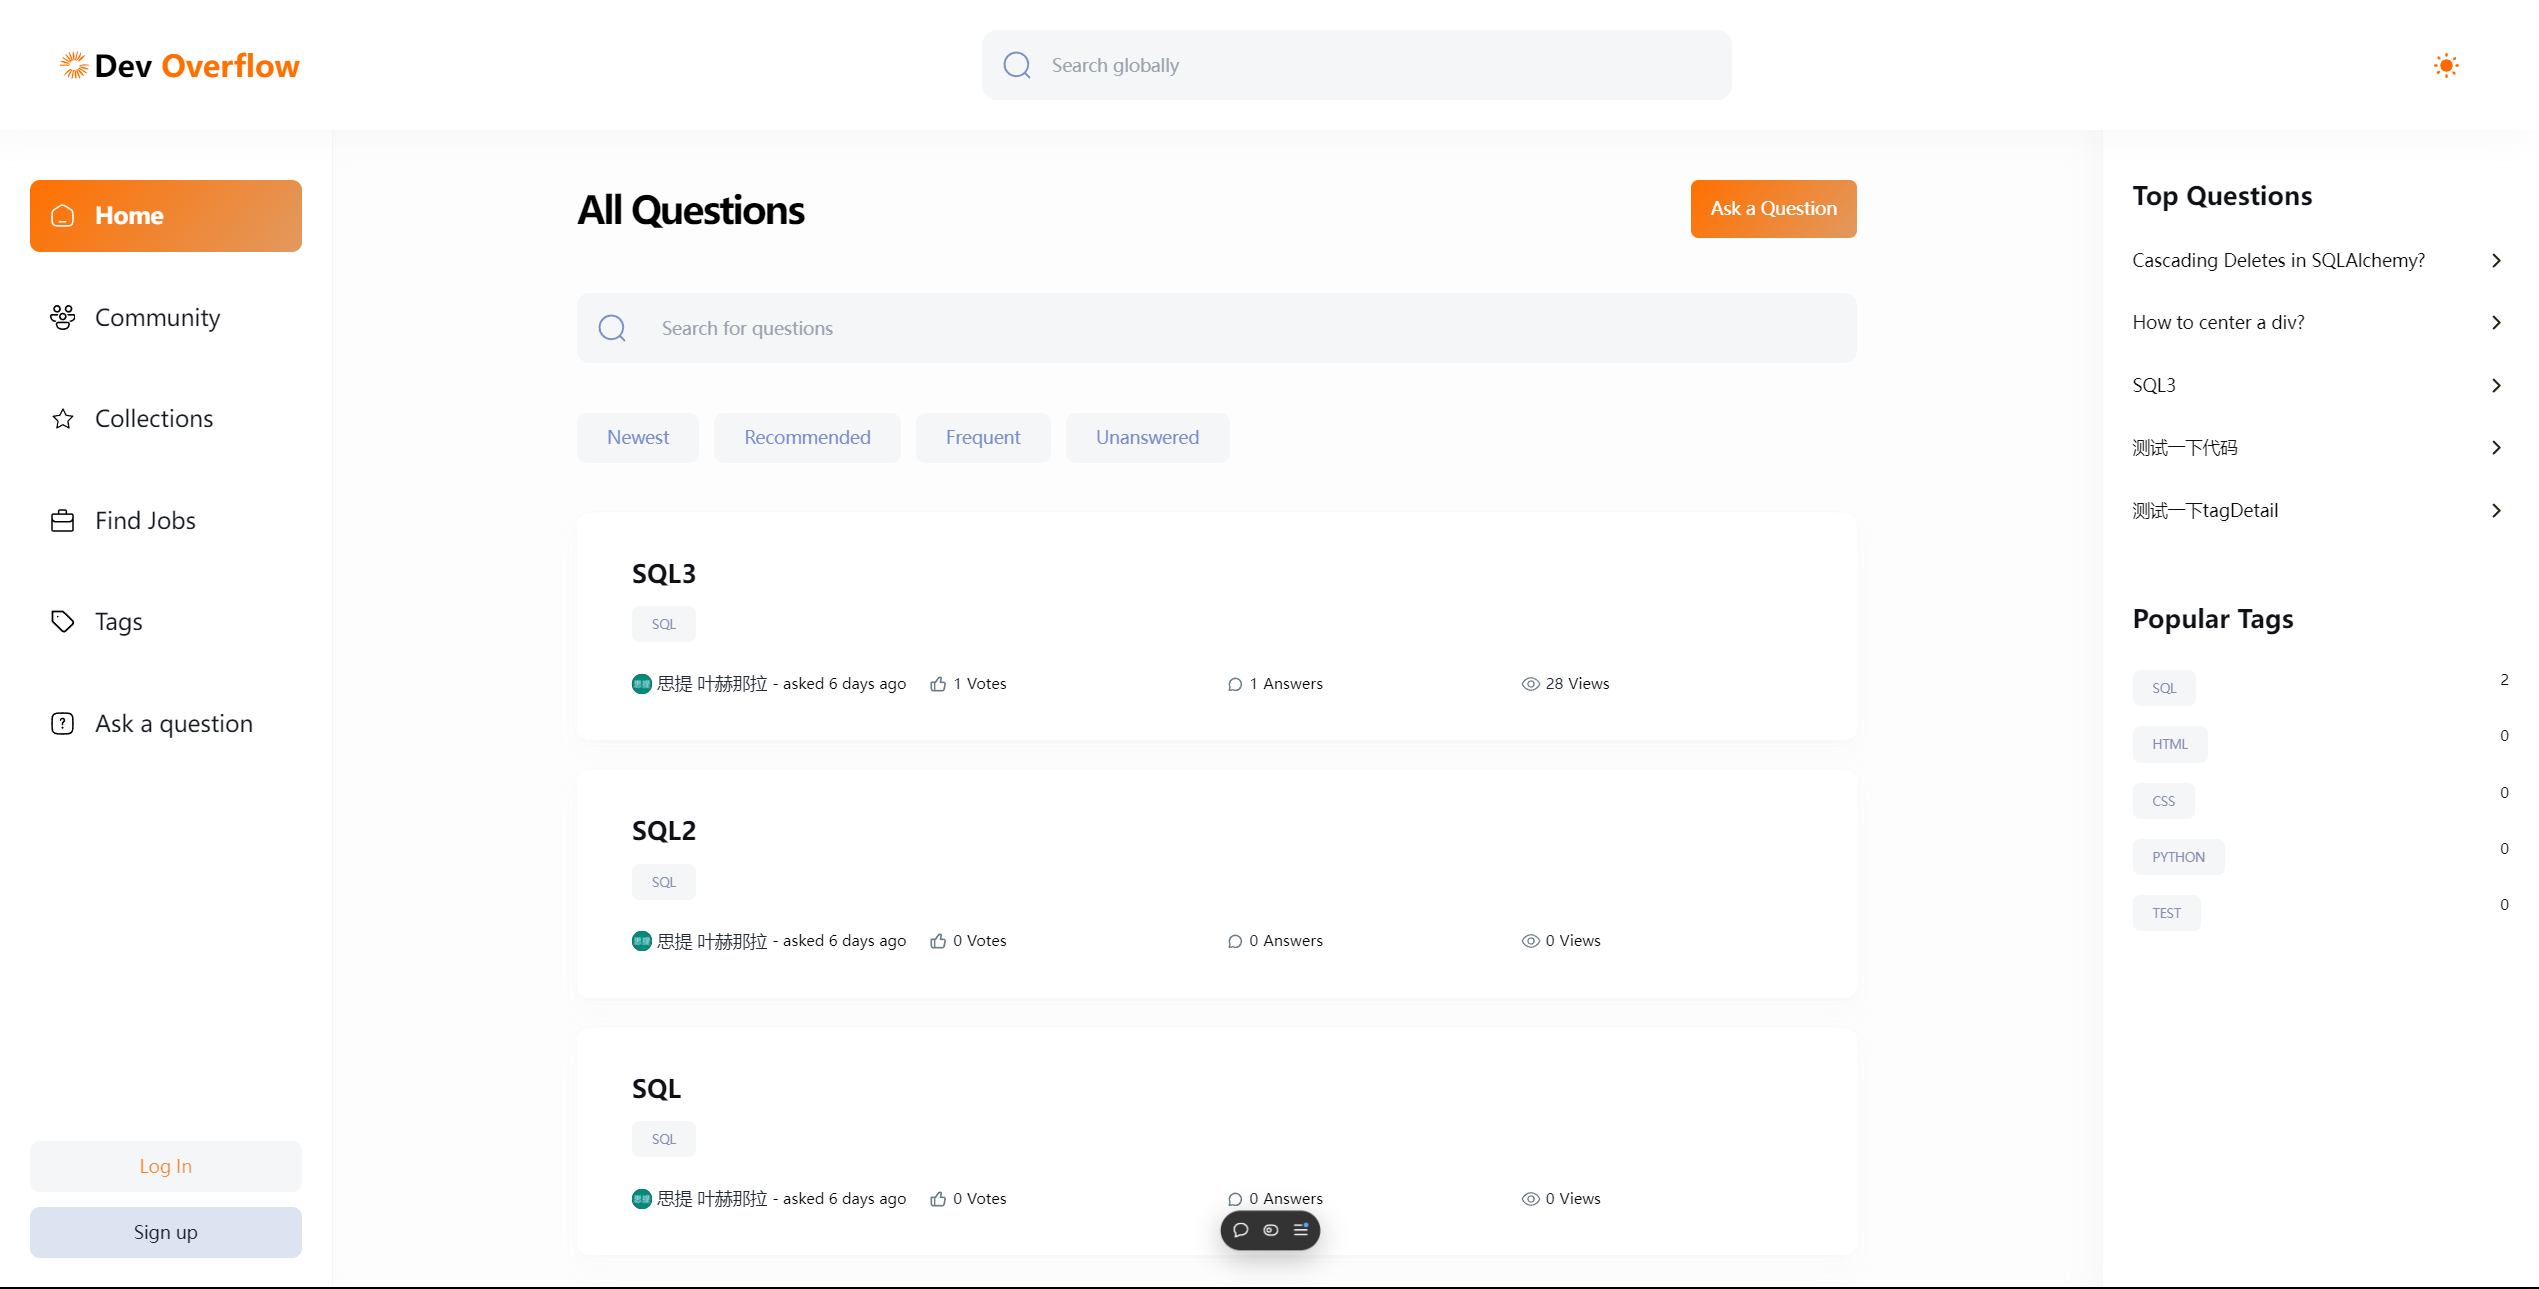 Dev Overflow
Search globally
Home
Community
Collections
Find Jobs
Tags
Ask a question
Log In
Sign up
All Questions
Ask a Question
Search for questions
Newest Recommended Frequent Unanswered
SQL3
SQL
思提 叶赫那拉 - asked 6 days ago 1 Votes 1 Answers 28 Views
SQL2
SQL
思提 叶赫那拉 - asked 6 days ago 0 Votes 0 Answers 0 Views
SQL
SQL
思提 叶赫那拉 - asked 6 days ago 0 Votes 0 Answers 0 Views
Top Questions
Cascading Deletes in SQLAlchemy?
How to center a div?
SQL3
测试一下代码
测试一下tagDetail
Popular Tags
SQL 2
HTML 0
CSS 0
PYTHON 0
TEST 0